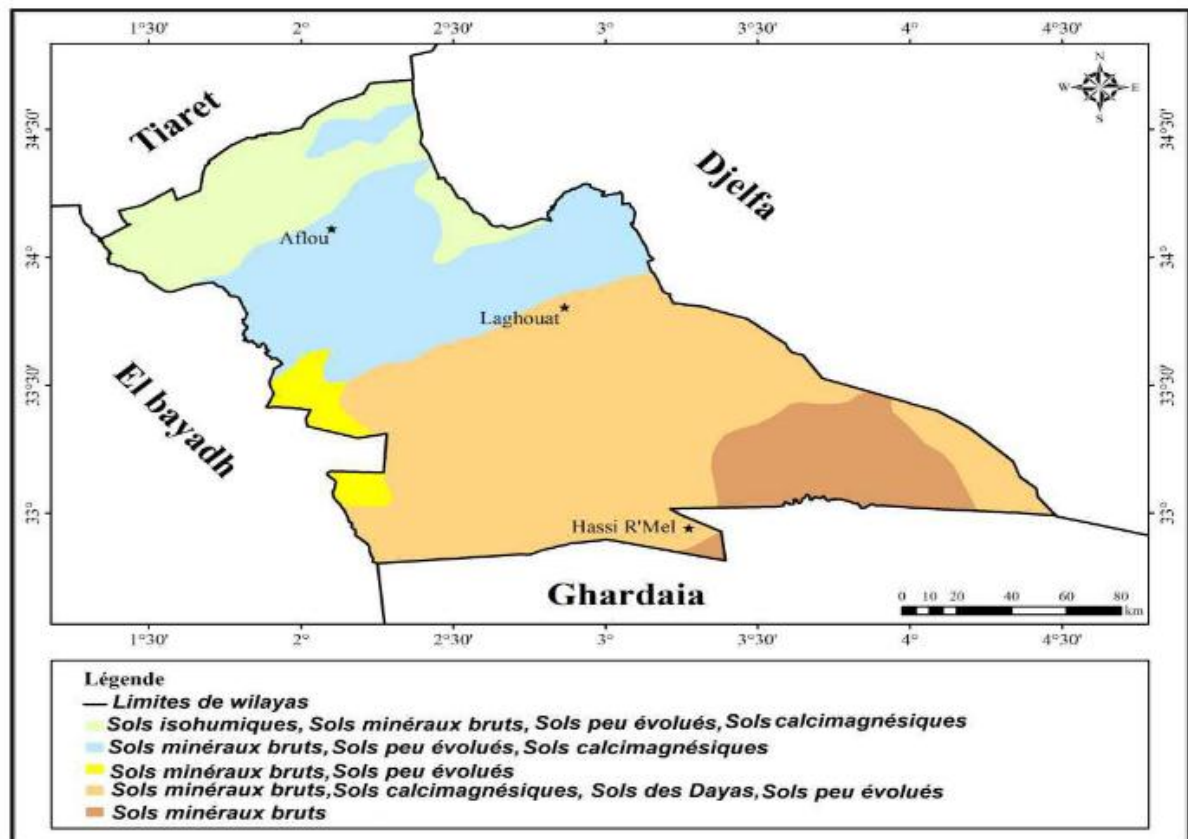 1°30' 2° 2°30' 3° 3°30' 4° 4°30'
N
W E
S
Tiaret
34°30' 34°30'
Djelfa
Aflou
34° 34°
Laghouat
El bayadh
33°30' 33°30'
33° 33°
Hassi R'Mel
Ghardaia
0 10 20 40 60 80
km
1°30' 2° 2°30' 3° 3°30' 4° 4°30'
Légende
Limites de wilayas
Sols isohumiques, Sols minéraux bruts, Sols peu évolués, Sols calcimagnésiques
Sols minéraux bruts, Sols peu évolués, Sols calcimagnésiques
Sols minéraux bruts, Sols peu évolués
Sols minéraux bruts, Sols calcimagnésiques, Sols des Dayas, Sols peu évolués
Sols minéraux bruts